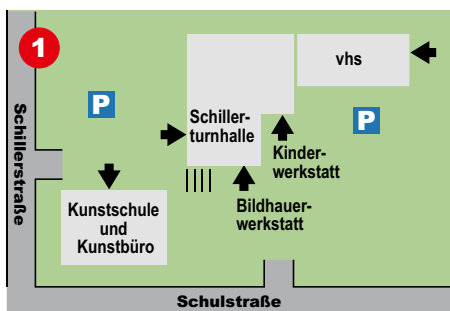 1
Schillerstraße
P
Schiller-
turnhalle
vhs
P
Kinder-
werkstatt
Bildhauer-
werkstatt
Kunstschule
und
Kunstbüro
Schulstraße